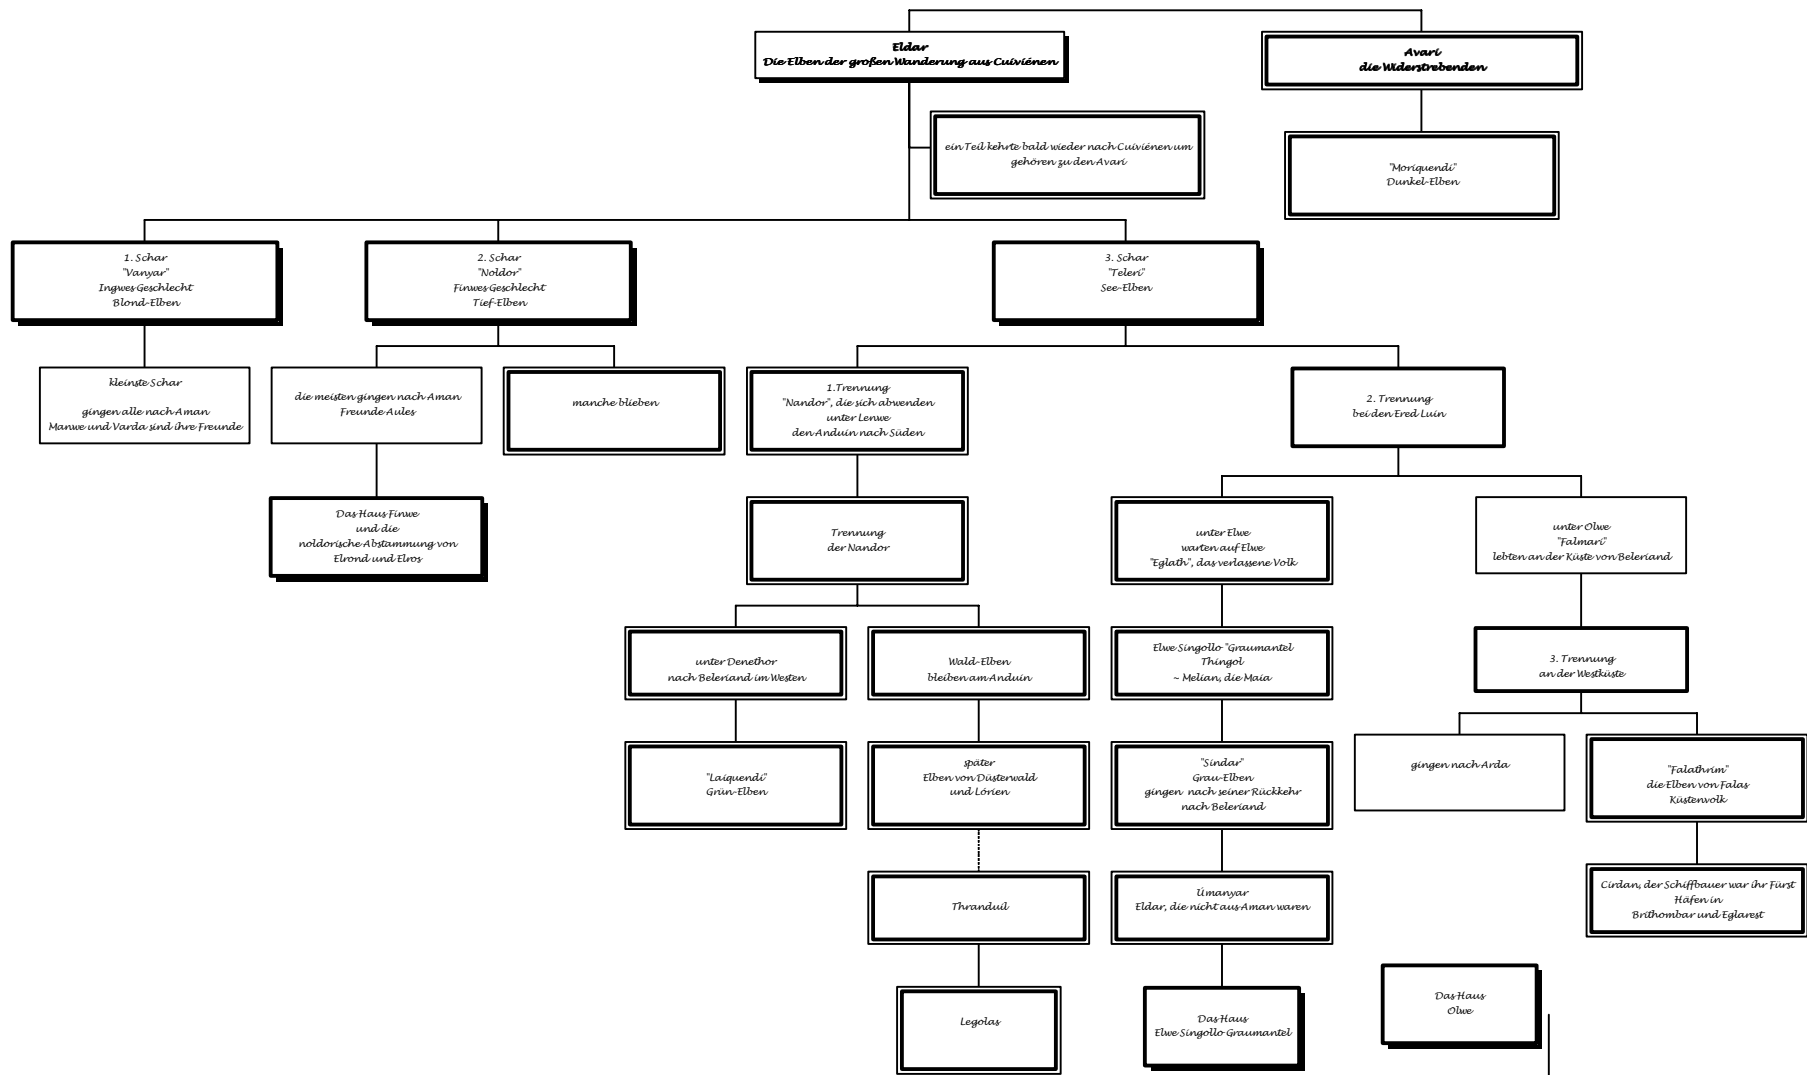 Eldar
Die Elben der großen Wanderung aus Cuiviénen
Avari
die Widerstrebenden
ein Teil kehrte bald wieder nach Cuiviénen um
gehören zu den Avari
"Moriquendi"
Dunkel-Elben
1. Schar
"Vanyar"
Ingwes Geschlecht
Blond-Elben
2. Schar
"Noldor"
Finwes Geschlecht
Tief-Elben
3. Schar
"Teleri"
See-Elben
kleinste Schar
gingen alle nach Aman
Manwe und Varda sind ihre Freunde
die meisten gingen nach Aman
Freunde Aules
manche blieben
1.Trennung
"Nandor", die sich abwenden
unter Lenwe
den Anduin nach Süden
2. Trennung
bei den Ered Luin
Das Haus Finwe
und die
noldorische Abstammung von
Elrond und Elros
Trennung
der Nandor
unter Elwe
warten auf Elwe
"Eglath", das verlassene Volk
unter Olwe
"Falmari"
lebten an der Küste von Beleriand
unter Denethor
nach Beleriand im Westen
Wald-Elben
bleiben am Anduin
Elwe Singollo "Graumantel
Thingol
~ Melian, die Maia
3. Trennung
an der Westküste
"Laiquendi"
Grün-Elben
später
Elben von Düsterwald
und Lórien
"Sindar"
Grau-Elben
gingen nach seiner Rückkehr
nach Beleriand
gingen nach Arda
"Falathrim"
die Elben von Falas
Küstenvolk
Thranduil
Úmanyar
Eldar, die nicht aus Aman waren
Cirdan, der Schiffbauer war ihr Fürst
Häfen in
Brithombar und Eglarest
Legolas
Das Haus
Elwe Singollo Graumantel
Das Haus
Olwe